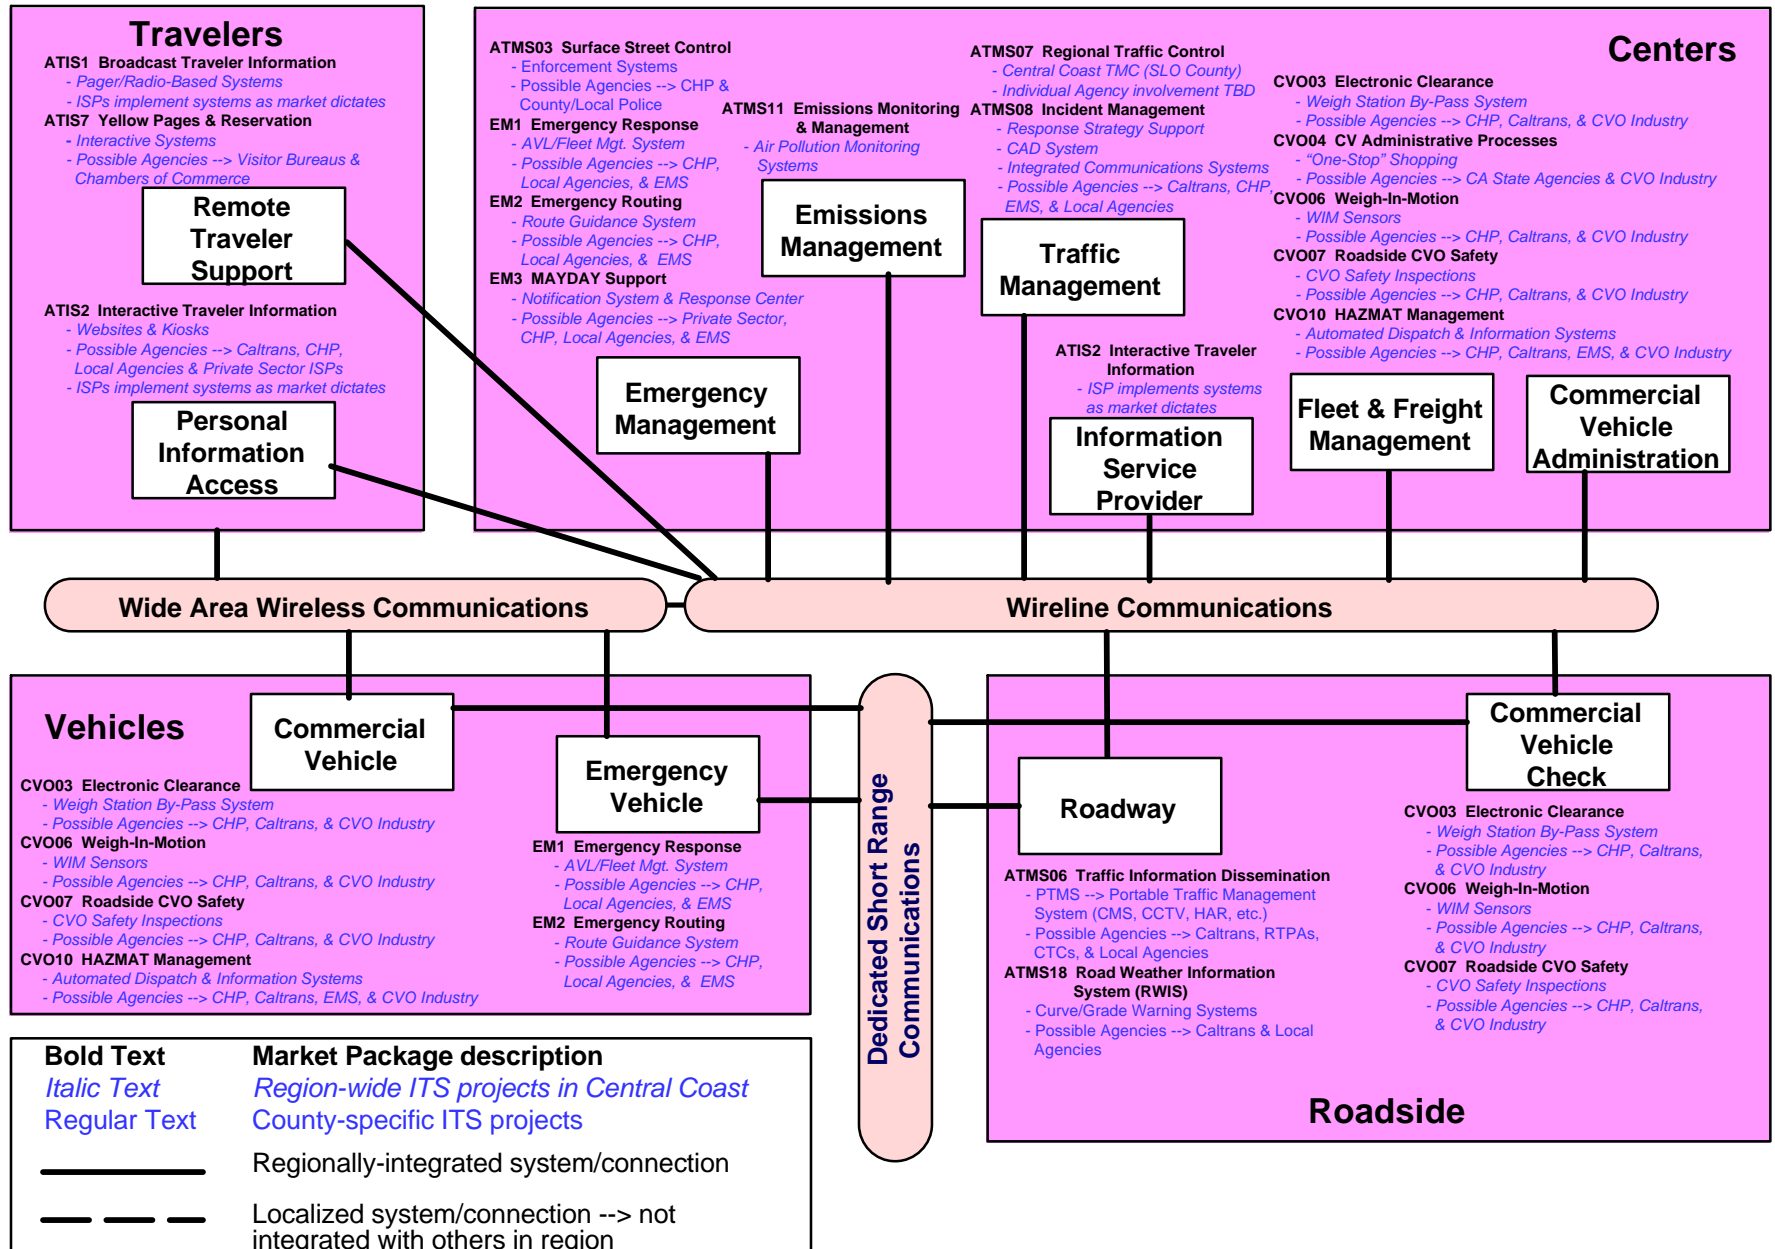 Travelers
ATIS1 Broadcast Traveler Information
- Pager/Radio-Based Systems
- ISPs implement systems as market dictates
ATIS7 Yellow Pages & Reservation
- Interactive Systems
- Possible Agencies --> Visitor Bureaus &
Chambers of Commerce
Remote
Traveler
Support
ATIS2 Interactive Traveler Information
- Websites & Kiosks
- Possible Agencies --> Caltrans, CHP,
Local Agencies & Private Sector ISPs
- ISPs implement systems as market dictates
Personal
Information
Access
Centers
ATMS03 Surface Street Control
- Enforcement Systems
- Possible Agencies --> CHP &
County/Local Police
EM1 Emergency Response
- AVL/Fleet Mgt. System
- Possible Agencies --> CHP,
Local Agencies, & EMS
EM2 Emergency Routing
- Route Guidance System
- Possible Agencies --> CHP,
Local Agencies, & EMS
EM3 MAYDAY Support
- Notification System & Response Center
- Possible Agencies --> Private Sector,
CHP, Local Agencies, & EMS
Emergency
Management
ATMS11 Emissions Monitoring
& Management
- Air Pollution Monitoring
Systems
Emissions
Management
ATMS07 Regional Traffic Control
- Central Coast TMC (SLO County)
- Individual Agency involvement TBD
ATMS08 Incident Management
- Response Strategy Support
- CAD System
- Integrated Communications Systems
- Possible Agencies --> Caltrans, CHP,
EMS, & Local Agencies
Traffic
Management
ATIS2 Interactive Traveler
Information
- ISP implements systems
as market dictates
Information
Service
Provider
CVO03 Electronic Clearance
- Weigh Station By-Pass System
- Possible Agencies --> CHP, Caltrans, & CVO Industry
CVO04 CV Administrative Processes
- “One-Stop” Shopping
- Possible Agencies --> CA State Agencies & CVO Industry
CVO06 Weigh-In-Motion
- WIM Sensors
- Possible Agencies --> CHP, Caltrans, & CVO Industry
CVO07 Roadside CVO Safety
- CVO Safety Inspections
- Possible Agencies --> CHP, Caltrans, & CVO Industry
CVO10 HAZMAT Management
- Automated Dispatch & Information Systems
- Possible Agencies --> CHP, Caltrans, EMS, & CVO Industry
Fleet & Freight
Management
Commercial
Vehicle
Administration
Wide Area Wireless Communications
Wireline Communications
Vehicles
Commercial
Vehicle
CVO03 Electronic Clearance
- Weigh Station By-Pass System
- Possible Agencies --> CHP, Caltrans, & CVO Industry
CVO06 Weigh-In-Motion
- WIM Sensors
- Possible Agencies --> CHP, Caltrans, & CVO Industry
CVO07 Roadside CVO Safety
- CVO Safety Inspections
- Possible Agencies --> CHP, Caltrans, & CVO Industry
CVO10 HAZMAT Management
- Automated Dispatch & Information Systems
- Possible Agencies --> CHP, Caltrans, EMS, & CVO Industry
Emergency
Vehicle
EM1 Emergency Response
- AVL/Fleet Mgt. System
- Possible Agencies --> CHP,
Local Agencies, & EMS
EM2 Emergency Routing
- Route Guidance System
- Possible Agencies --> CHP,
Local Agencies, & EMS
Dedicated Short Range
Communications
Roadway
ATMS06 Traffic Information Dissemination
- PTMS --> Portable Traffic Management
System (CMS, CCTV, HAR, etc.)
- Possible Agencies --> Caltrans, RTPAs,
CTCs, & Local Agencies
ATMS18 Road Weather Information
System (RWIS)
- Curve/Grade Warning Systems
- Possible Agencies --> Caltrans & Local
Agencies
Commercial
Vehicle
Check
CVO03 Electronic Clearance
- Weigh Station By-Pass System
- Possible Agencies --> CHP, Caltrans,
& CVO Industry
CVO06 Weigh-In-Motion
- WIM Sensors
- Possible Agencies --> CHP, Caltrans,
& CVO Industry
CVO07 Roadside CVO Safety
- CVO Safety Inspections
- Possible Agencies --> CHP, Caltrans,
& CVO Industry
Roadside
Bold Text Market Package description
Italic Text Region-wide ITS projects in Central Coast
Regular Text County-specific ITS projects
Regionally-integrated system/connection
Localized system/connection --> not
integrated with others in region